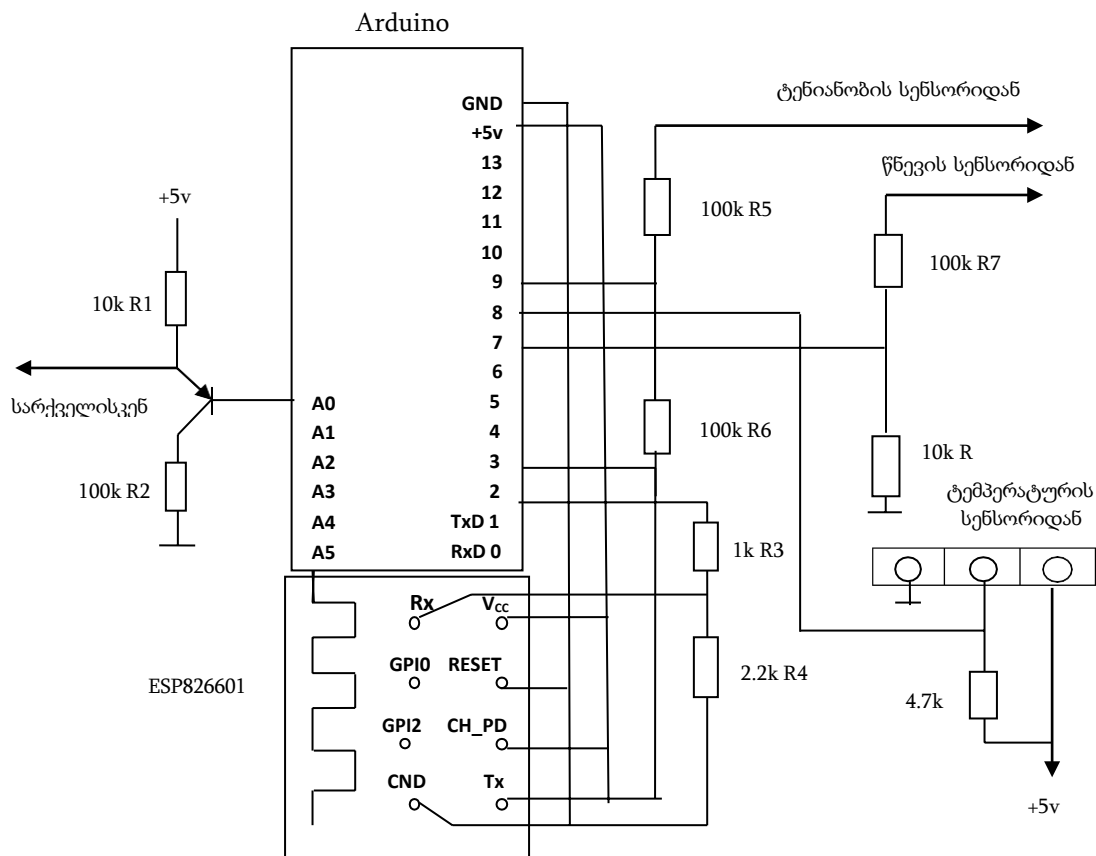 Arduino
GND
+5v
13
12
11
10
9
8
7
6
5
4
3
2
TxD 1
RxD 0
A0
A1
A2
A3
A4
A5
+5v
10k R1
სარქველისკენ
100k R2
ტენიანობის სენსორიდან
წნევის სენსორიდან
100k R5
100k R7
100k R6
10k R
ტემპერატურის
სენსორიდან
1k R3
2.2k R4
4.7k
+5v
ESP826601
Rx
VCC
GPI0
RESET
GPI2
CH_PD
CND
Tx